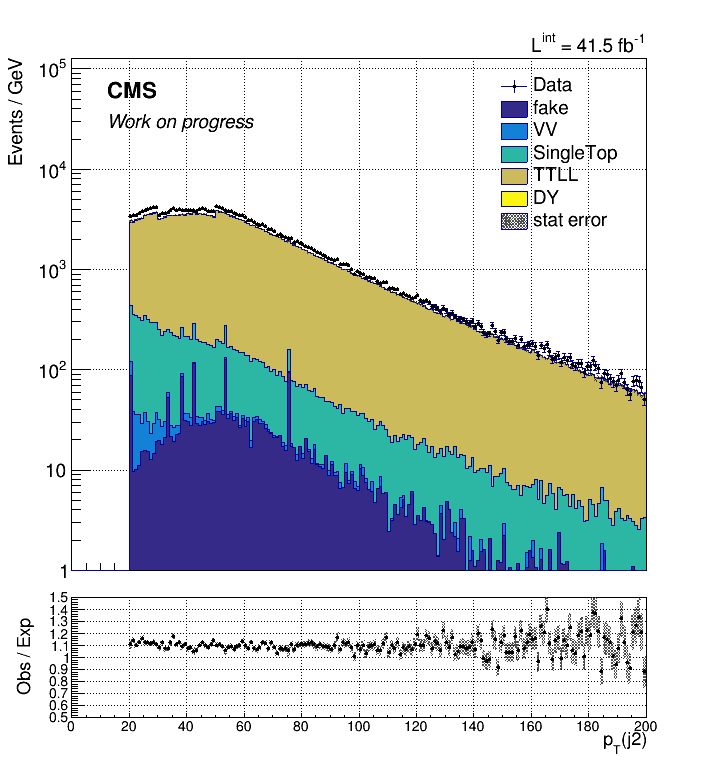 L^int = 41.5 fb^-1
Events / GeV
10^5
10^4
10^3
10^2
10
1
CMS
Work on progress
Data
fake
VV
SingleTop
TTLL
DY
stat error
Obs / Exp
1.5
1.4
1.3
1.2
1.1
1
0.9
0.8
0.7
0.6
0.5
0 20 40 60 80 100 120 140 160 180 200
p_T(j2)